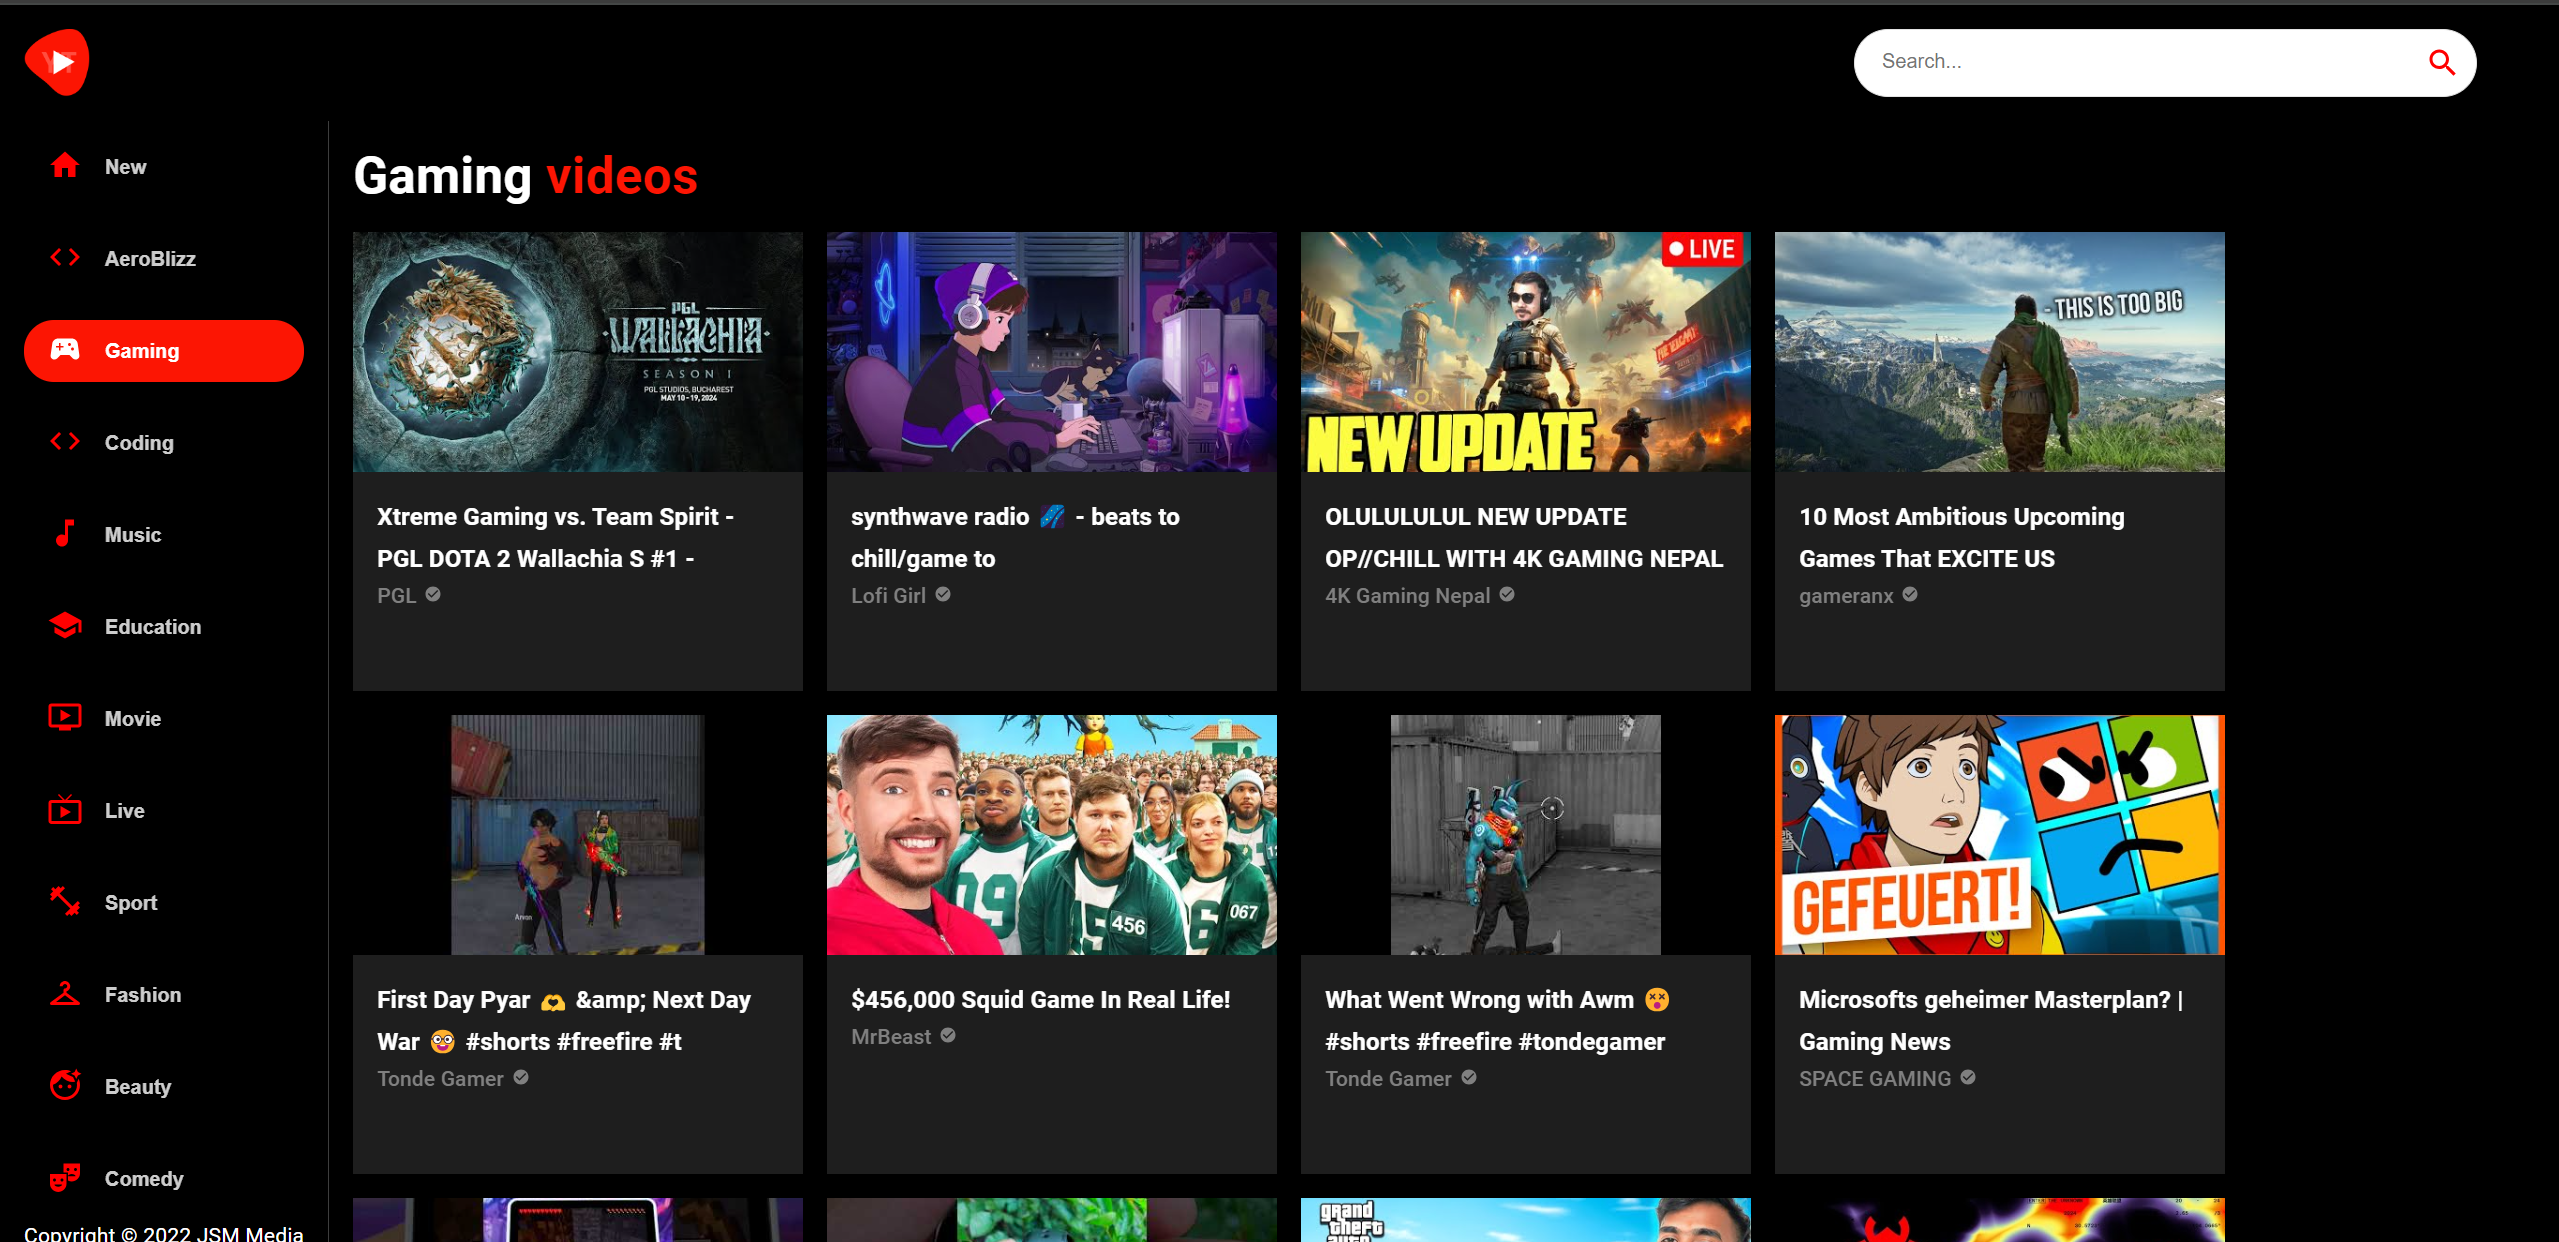 Search...
New
AeroBlizz
Gaming
Coding
Music
Education
Movie
Live
Sport
Fashion
Beauty
Comedy
Copyright © 2022 JSM Media
Gaming videos
PGL
WALLACHIA
SEASON 1
PGL STUDIOS, BUCHAREST
MAY 10-19, 2024
Xtreme Gaming vs. Team Spirit -
PGL DOTA 2 Wallachia S #1 -
PGL
synthwave radio 🌌 - beats to
chill/game to
Lofi Girl
LIVE
NEW UPDATE
OLULULULUL NEW UPDATE
OP//CHILL WITH 4K GAMING NEPAL
4K Gaming Nepal
- THIS IS TOO BIG
10 Most Ambitious Upcoming
Games That EXCITE US
gameranx
First Day Pyar 🫶 &amp; Next Day
War 🤓 #shorts #freefire #t
Tonde Gamer
456
067
$456,000 Squid Game In Real Life!
MrBeast
What Went Wrong with Awm 😵
#shorts #freefire #tondegamer
Tonde Gamer
GEFEUERT!
Microsofts geheimer Masterplan? |
Gaming News
SPACE GAMING
grand
theft
auto